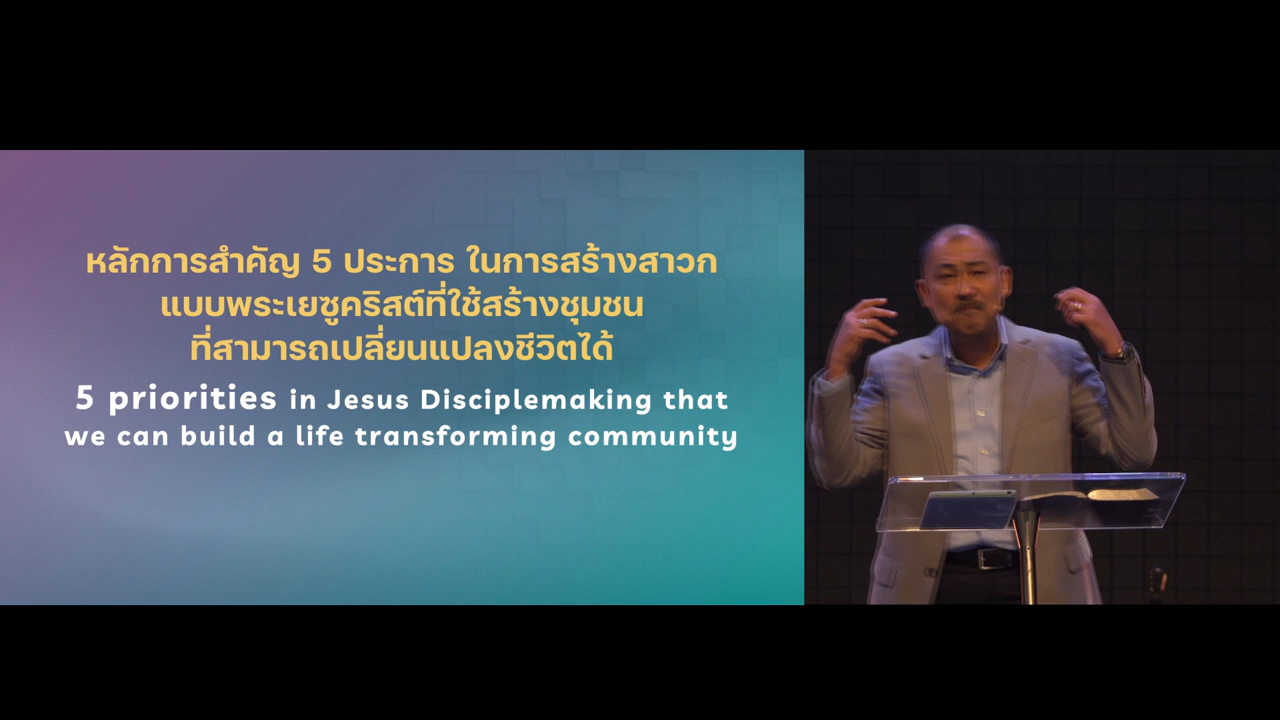 หลักการสำคัญ 5 ประการ ในการสร้างสาวก
แบบพระเยซูคริสต์ที่ใช้สร้างชุมชน
ที่สามารถเปลี่ยนแปลงชีวิตได้
5 priorities in Jesus Disciplemaking that
we can build a life transforming community